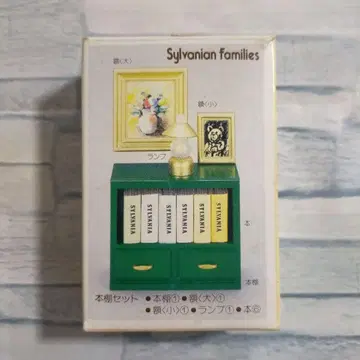 Sylvanian families
額〈大〉
額〈小〉
ランプ
SYLVANIA
SYLVANIA
SYLVANIA
SYLVANIA
SYLVANIA
SYLVANIA
本
本棚
本棚セット ●本棚① ●額〈大〉①
●額〈小〉① ●ランプ① ●本⑥